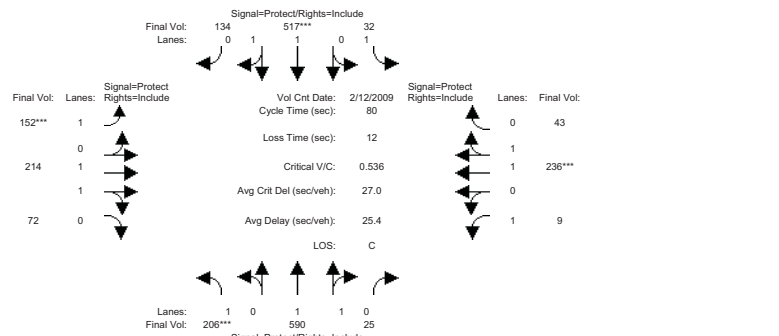 Signal=Protect/Rights=Include
Final Vol: 134 517*** 32
Lanes: 0 1 1 0 1
Signal=Protect Signal=Protect
Final Vol: Lanes: Rights=Include Vol Cnt Date: 2/12/2009 Rights=Include Lanes: Final Vol:
Cycle Time (sec): 80
152*** 1 0 43
Loss Time (sec): 12
0 1
214 1 Critical V/C: 0.536 1 236***
1 Avg Crit Del (sec/veh): 27.0 0
72 0 Avg Delay (sec/veh): 25.4 1 9
LOS: C
Lanes: 1 0 1 1 0
Final Vol: 206*** 590 25
Signal=Protect/Rights=Include